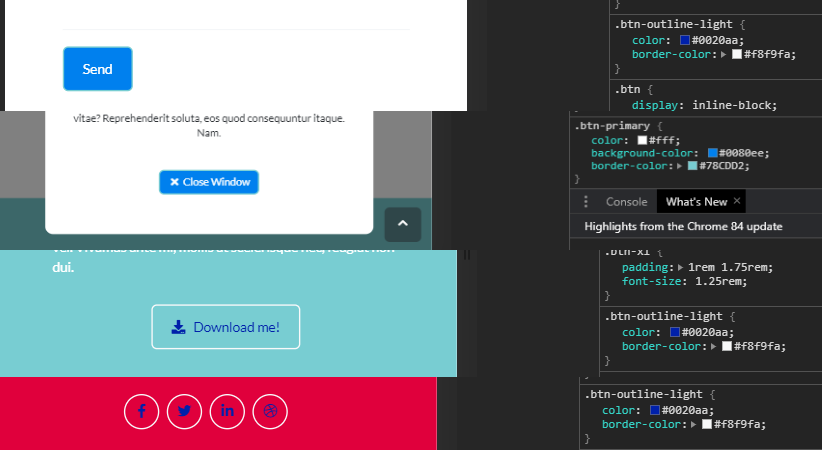 }
.btn-outline-light {
color: #0020aa;
border-color: #f8f9fa;
}
.btn {
display: inline-block;
Send
vitae? Reprehenderit soluta, eos quod consequuntur itaque.
Nam.
Close Window
.btn-primary {
color: #fff;
background-color: #0080ee;
border-color: #78CDD2;
}
Console What's New ×
Highlights from the Chrome 84 update
dui.
Download me!
.btn-xl {
padding: 1rem 1.75rem;
font-size: 1.25rem;
}
.btn-outline-light {
color: #0020aa;
border-color: #f8f9fa;
}
.btn-outline-light {
color: #0020aa;
border-color: #f8f9fa;
}